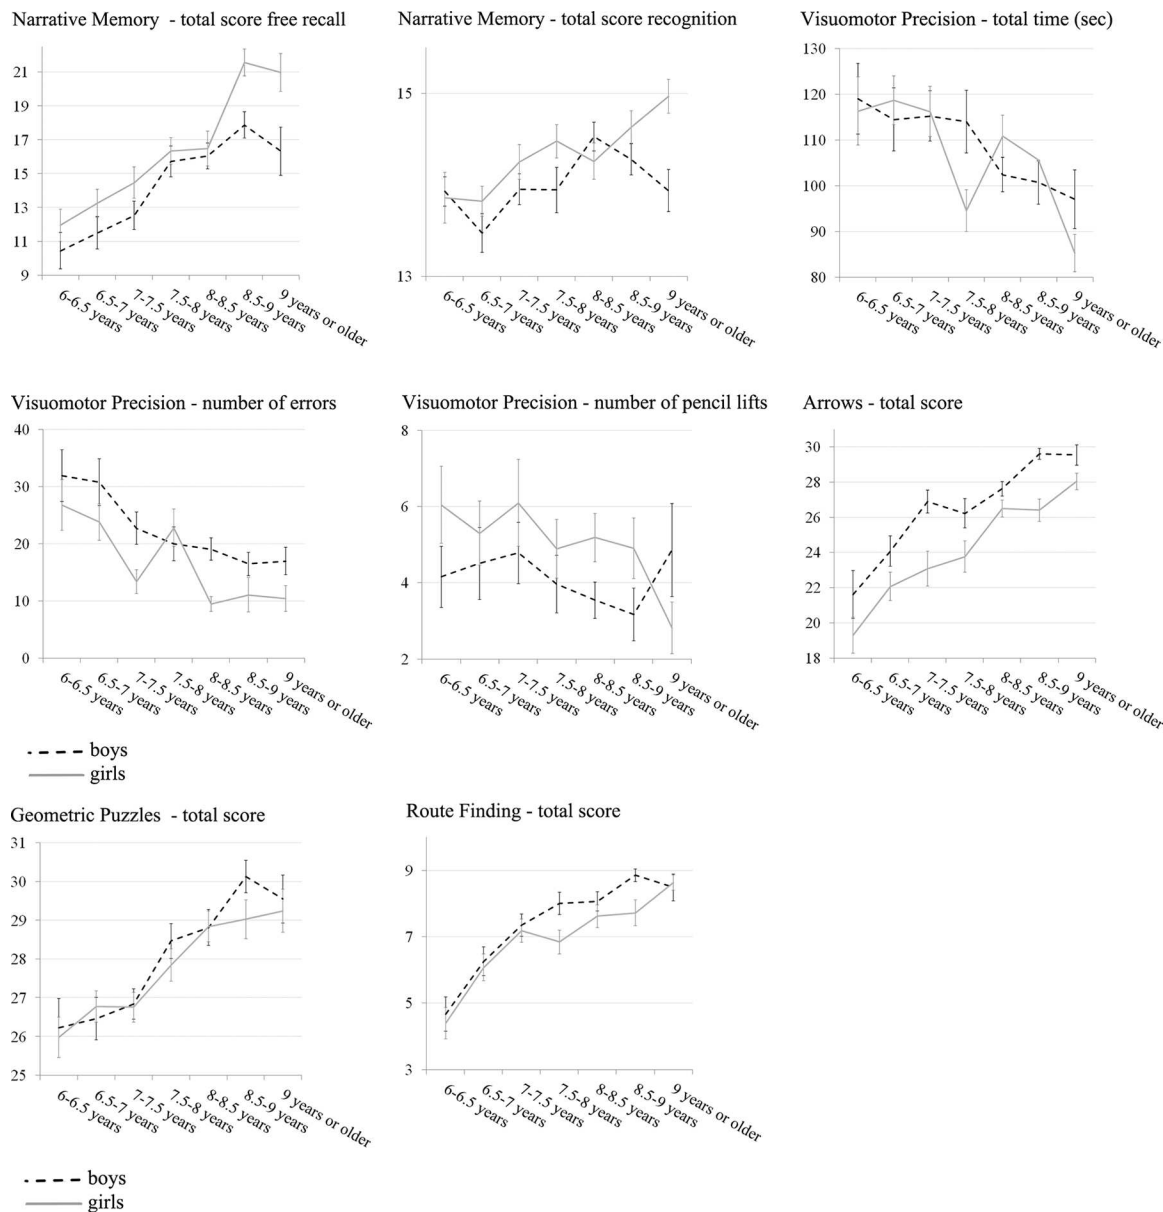 Narrative Memory - total score free recall
21
19
17
15
13
11
9
6-6.5 years
6.5-7 years
7-7.5 years
7.5-8 years
8-8.5 years
8.5-9 years
9 years or older
Narrative Memory - total score recognition
15
13
6-6.5 years
6.5-7 years
7-7.5 years
7.5-8 years
8-8.5 years
8.5-9 years
9 years or older
Visuomotor Precision - total time (sec)
130
120
110
100
90
80
6-6.5 years
6.5-7 years
7-7.5 years
7.5-8 years
8-8.5 years
8.5-9 years
9 years or older
Visuomotor Precision - number of errors
40
30
20
10
0
6-6.5 years
6.5-7 years
7-7.5 years
7.5-8 years
8-8.5 years
8.5-9 years
9 years or older
Visuomotor Precision - number of pencil lifts
8
6
4
2
6-6.5 years
6.5-7 years
7-7.5 years
7.5-8 years
8-8.5 years
8.5-9 years
9 years or older
Arrows - total score
30
28
26
24
22
20
18
6-6.5 years
6.5-7 years
7-7.5 years
7.5-8 years
8-8.5 years
8.5-9 years
9 years or older
boys
girls
Geometric Puzzles - total score
31
30
29
28
27
26
25
6-6.5 years
6.5-7 years
7-7.5 years
7.5-8 years
8-8.5 years
8.5-9 years
9 years or older
Route Finding - total score
9
7
5
3
6-6.5 years
6.5-7 years
7-7.5 years
7.5-8 years
8-8.5 years
8.5-9 years
9 years or older
boys
girls